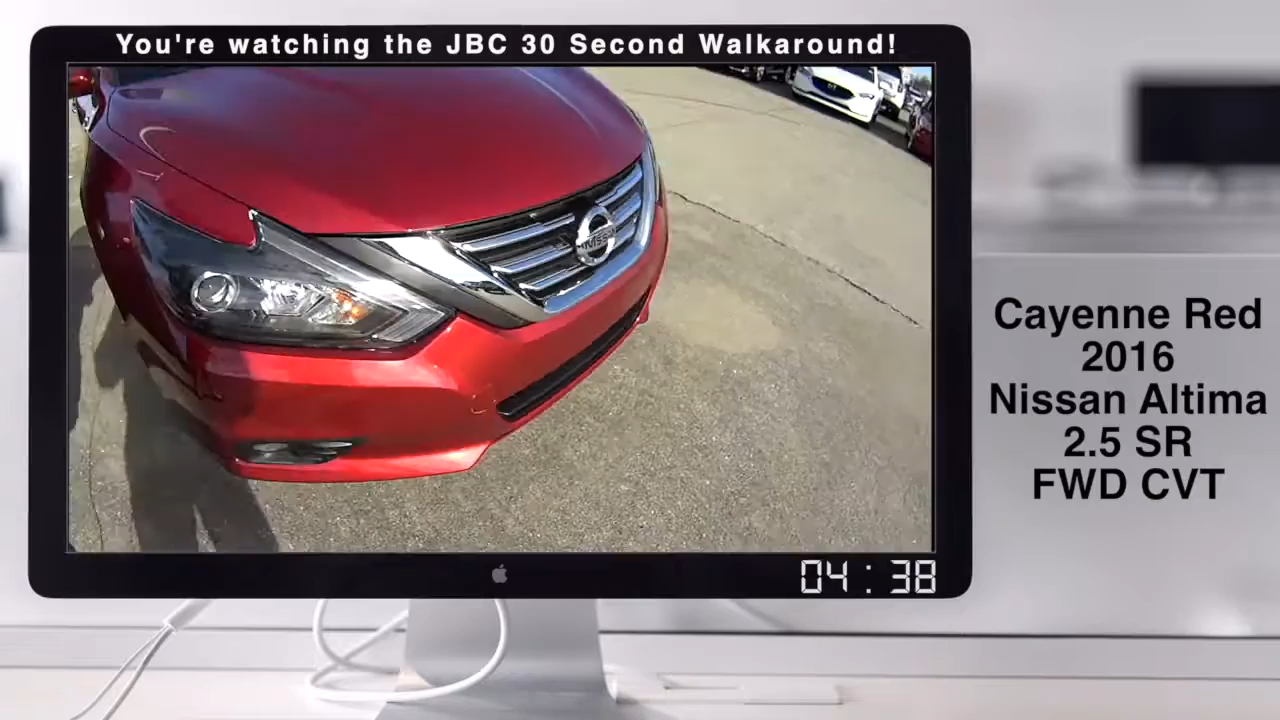 You're watching the JBC 30 Second Walkaround!
NISSAN
Cayenne Red
2016
Nissan Altima
2.5 SR
FWD CVT
04 : 38